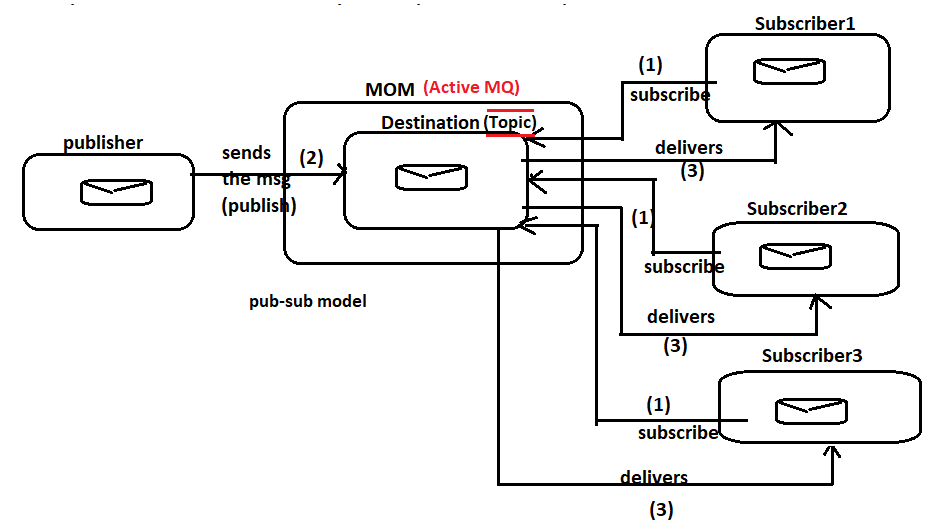 Subscriber1
(1)
subscribe
MOM (Active MQ)
Destination (Topic)
publisher
sends (2)
the msg
(publish)
delivers
(3)
Subscriber2
(1)
subscribe
pub-sub model
delivers
(3)
Subscriber3
(1)
subscribe
delivers
(3)